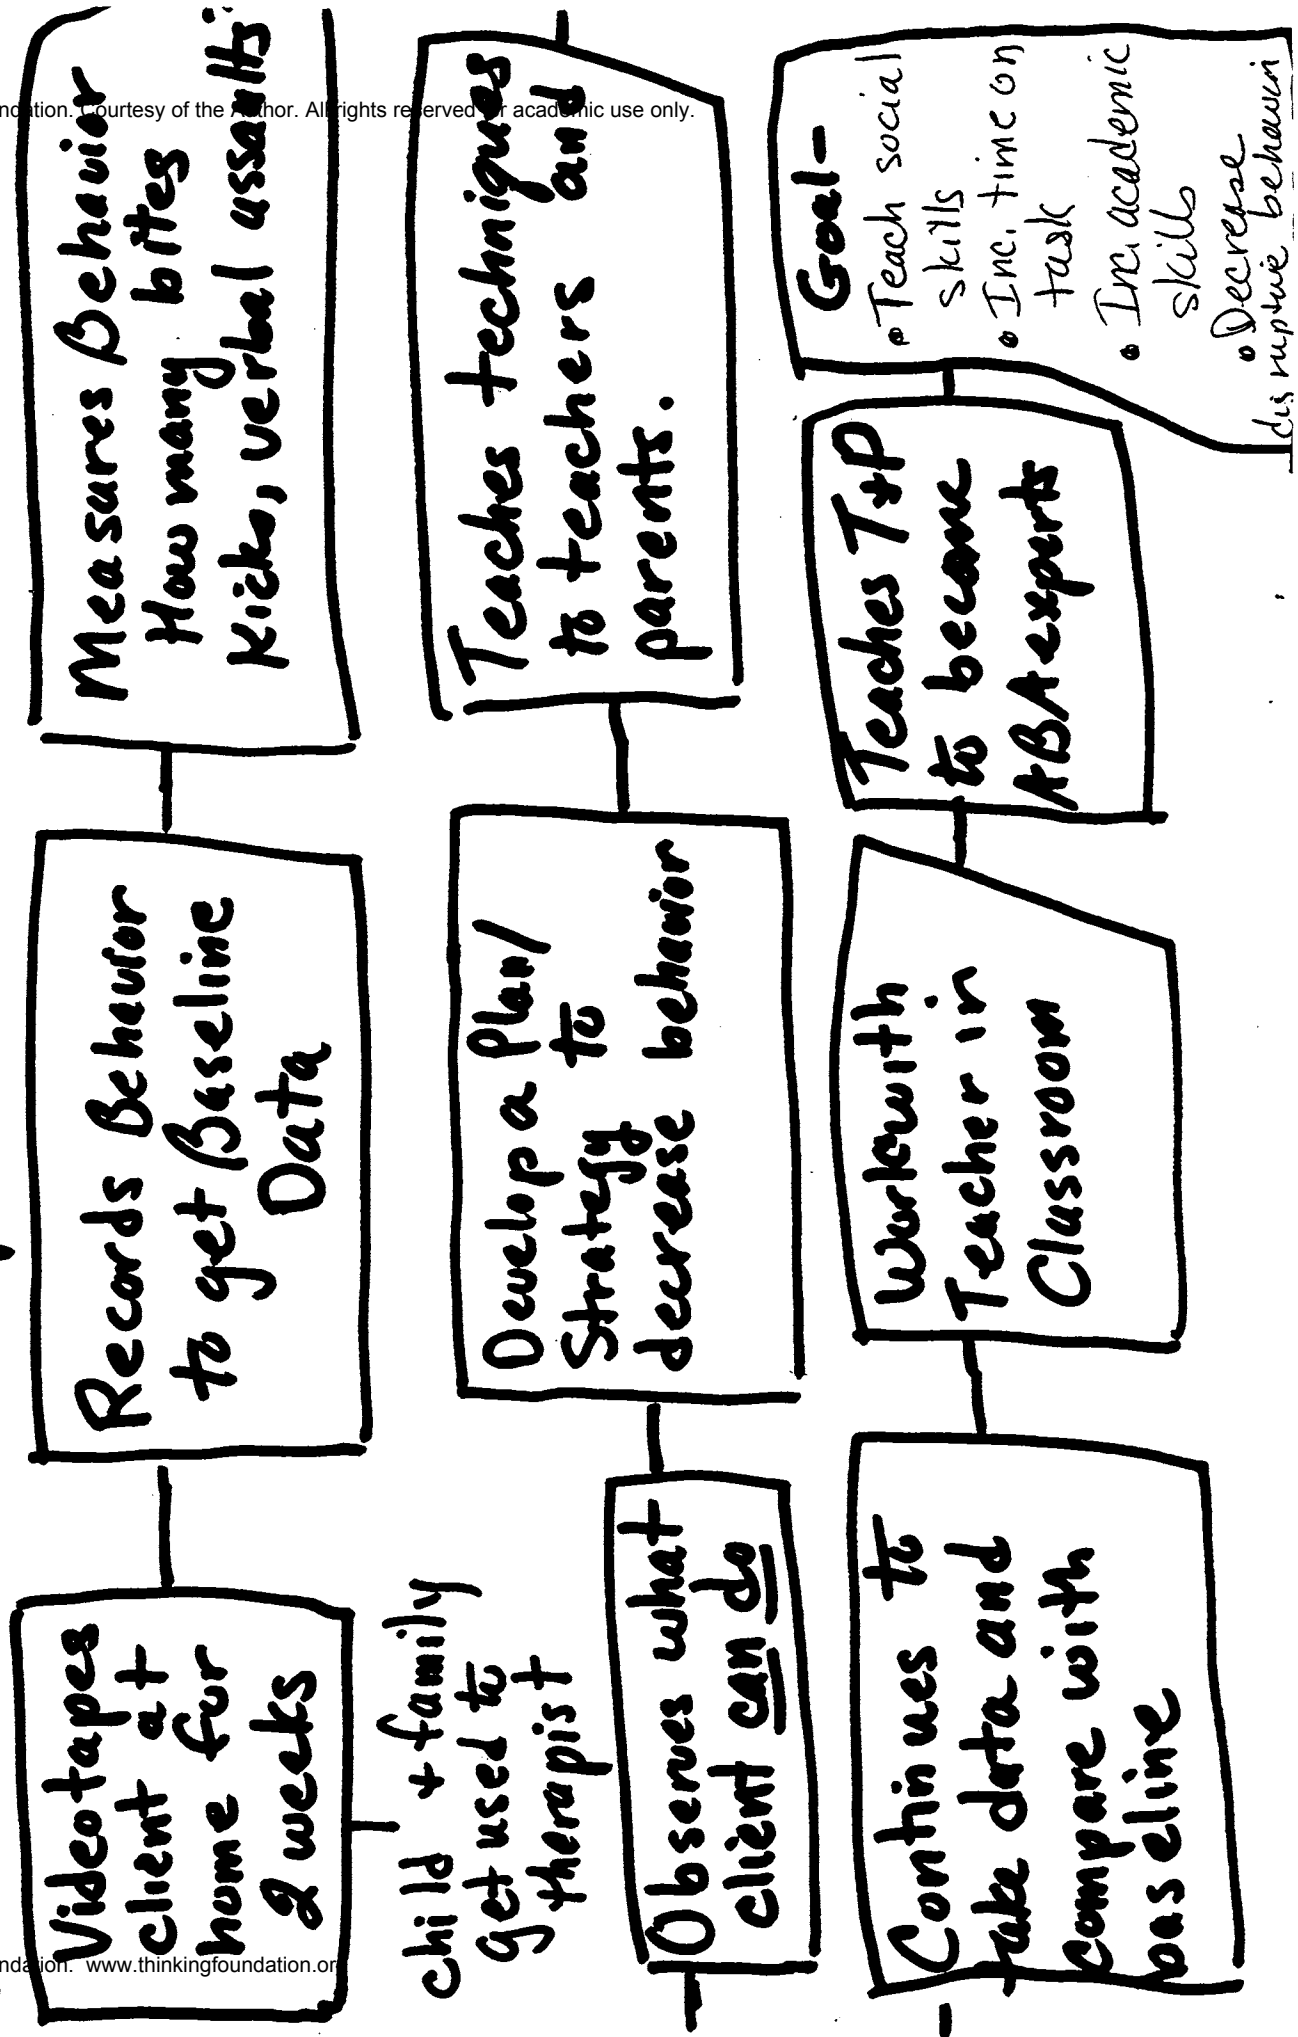 Videotapes
client at
home for
2 weeks
child + family
get used to
therapist
Records Behavior
to get Baseline
Data
Measures Behavior
How many bites
Kicks, verbal assaults
Observes what
client can do
Develop a Plan/
Strategy to
decrease behavior
Teaches techniques
to teachers and
parents.
Continues to
take data and
compare with
baseline
Work with
Teacher in
Classroom
Teaches T+P
to become
ABA experts
Goal-
• Teach social
skills
• Inc. time on
task
• Inc. academic
skills
• Decrease
disruptive behavior
Courtesy of the Author. All rights reserved for academic use only.
www.thinkingfoundation.org